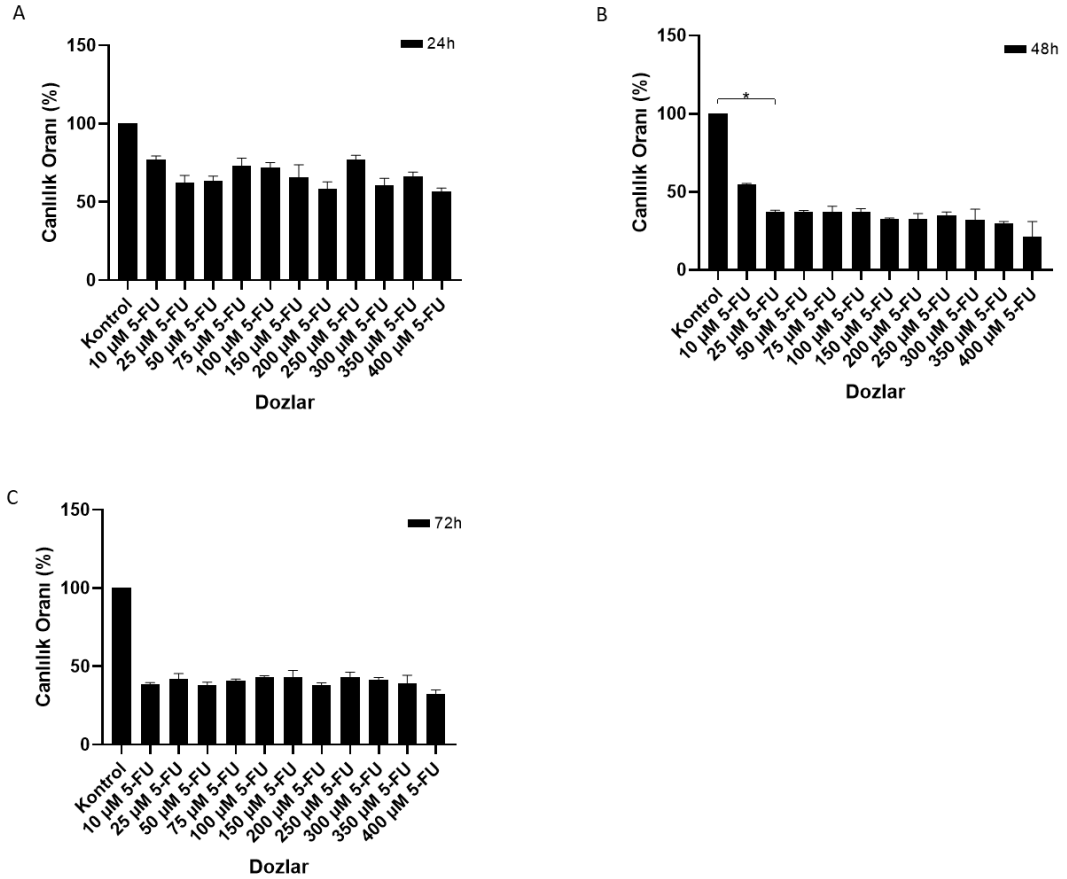 A
24h
150
100
50
0
Canlılık Oranı (%)
Kontrol
10 µM 5-FU
25 µM 5-FU
50 µM 5-FU
75 µM 5-FU
100 µM 5-FU
150 µM 5-FU
200 µM 5-FU
250 µM 5-FU
300 µM 5-FU
350 µM 5-FU
400 µM 5-FU
Dozlar
B
48h
150
100
50
0
Canlılık Oranı (%)
*
Kontrol
10 µM 5-FU
25 µM 5-FU
50 µM 5-FU
75 µM 5-FU
100 µM 5-FU
150 µM 5-FU
200 µM 5-FU
250 µM 5-FU
300 µM 5-FU
350 µM 5-FU
400 µM 5-FU
Dozlar
C
72h
150
100
50
0
Canlılık Oranı (%)
Kontrol
10 µM 5-FU
25 µM 5-FU
50 µM 5-FU
75 µM 5-FU
100 µM 5-FU
150 µM 5-FU
200 µM 5-FU
250 µM 5-FU
300 µM 5-FU
350 µM 5-FU
400 µM 5-FU
Dozlar